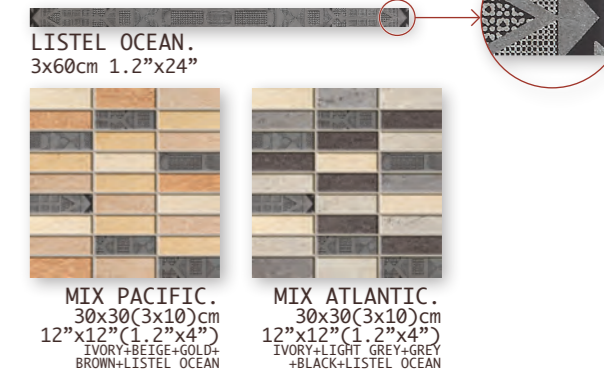 LISTEL OCEAN.
3x60cm 1.2”x24”
MIX PACIFIC.
30x30(3x10)cm
12”x12”(1.2”x4”)
IVORY+BEIGE+GOLD+
BROWN+LISTEL OCEAN
MIX ATLANTIC.
30x30(3x10)cm
12”x12”(1.2”x4”)
IVORY+LIGHT GREY+GREY
+BLACK+LISTEL OCEAN